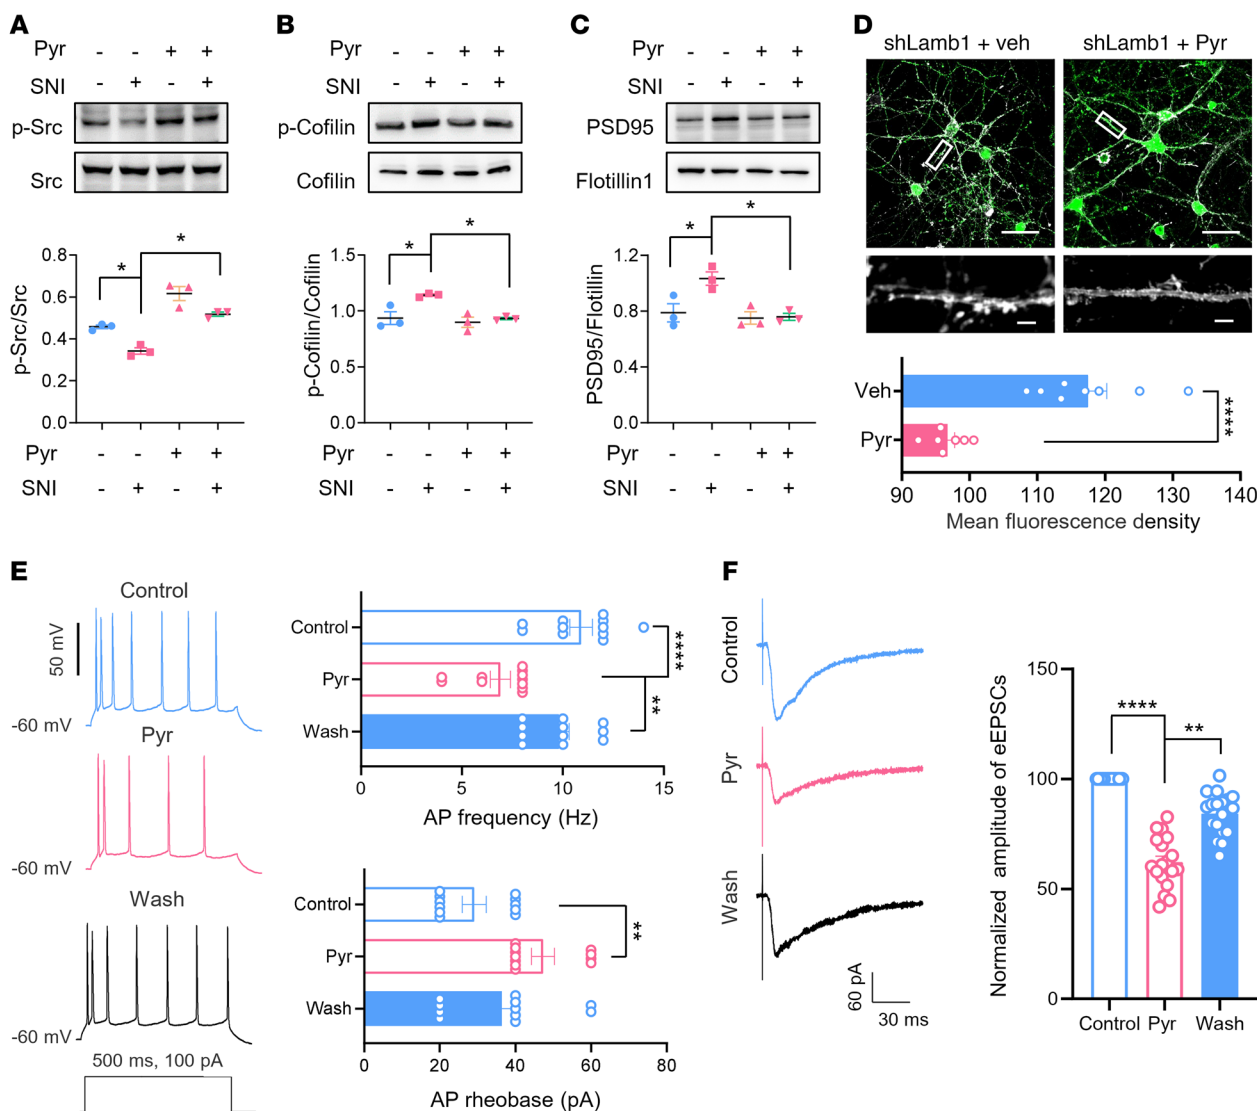 A
Pyr - - + +
SNI - + - +
p-Src
Src
0.8
0.6
0.4
0.2
0.0
p-Src/Src
*
*
Pyr - - + +
SNI - + - +
B
Pyr - - + +
SNI - + - +
p-Cofilin
Cofilin
1.5
1.0
0.5
0.0
p-Cofilin/Cofilin
*
*
Pyr - - + +
SNI - + - +
C
Pyr - - + +
SNI - + - +
PSD95
Flotillin1
1.2
0.8
0.4
0.0
PSD95/Flotillin
*
*
Pyr - - + +
SNI - + - +
D
shLamb1 + veh
shLamb1 + Pyr
Veh
Pyr
****
90 100 110 120 130 140
Mean fluorescence density
E
Control
50 mV
-60 mV
Pyr
-60 mV
Wash
-60 mV
500 ms, 100 pA
Control
Pyr
Wash
****
**
0 5 10 15
AP frequency (Hz)
Control
Pyr
Wash
**
0 20 40 60 80
AP rheobase (pA)
F
Control
Pyr
Wash
60 pA
30 ms
Normalized amplitude of eEPSCs
150
100
50
0
****
**
Control Pyr Wash